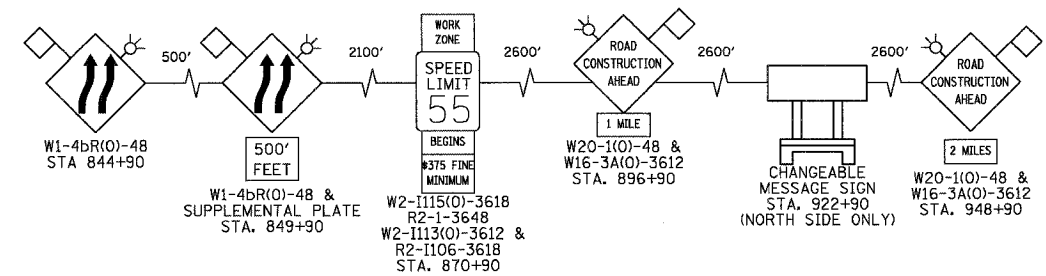 500'
2100'
2600'
2600'
2600'
WORK
ZONE
SPEED
LIMIT
55
BEGINS
$375 FINE
MINIMUM
ROAD
CONSTRUCTION
AHEAD
1 MILE
ROAD
CONSTRUCTION
AHEAD
2 MILES
500'
FEET
W1-4bR(O)-48
STA 844+90
W1-4bR(O)-48 &
SUPPLEMENTAL PLATE
STA. 849+90
W2-I115(O)-3618
R2-1-3648
W2-I113(O)-3612 &
R2-I106-3618
STA. 870+90
W20-1(O)-48 &
W16-3A(O)-3612
STA. 896+90
CHANGEABLE
MESSAGE SIGN
STA. 922+90
(NORTH SIDE ONLY)
W20-1(O)-48 &
W16-3A(O)-3612
STA. 948+90